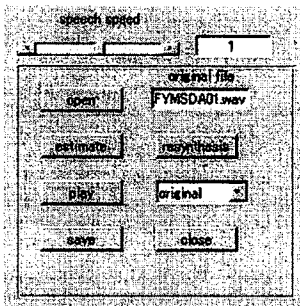 speech speed
1
original file
open FYMSDA01.wav
estimate resynthesis
play original
save close